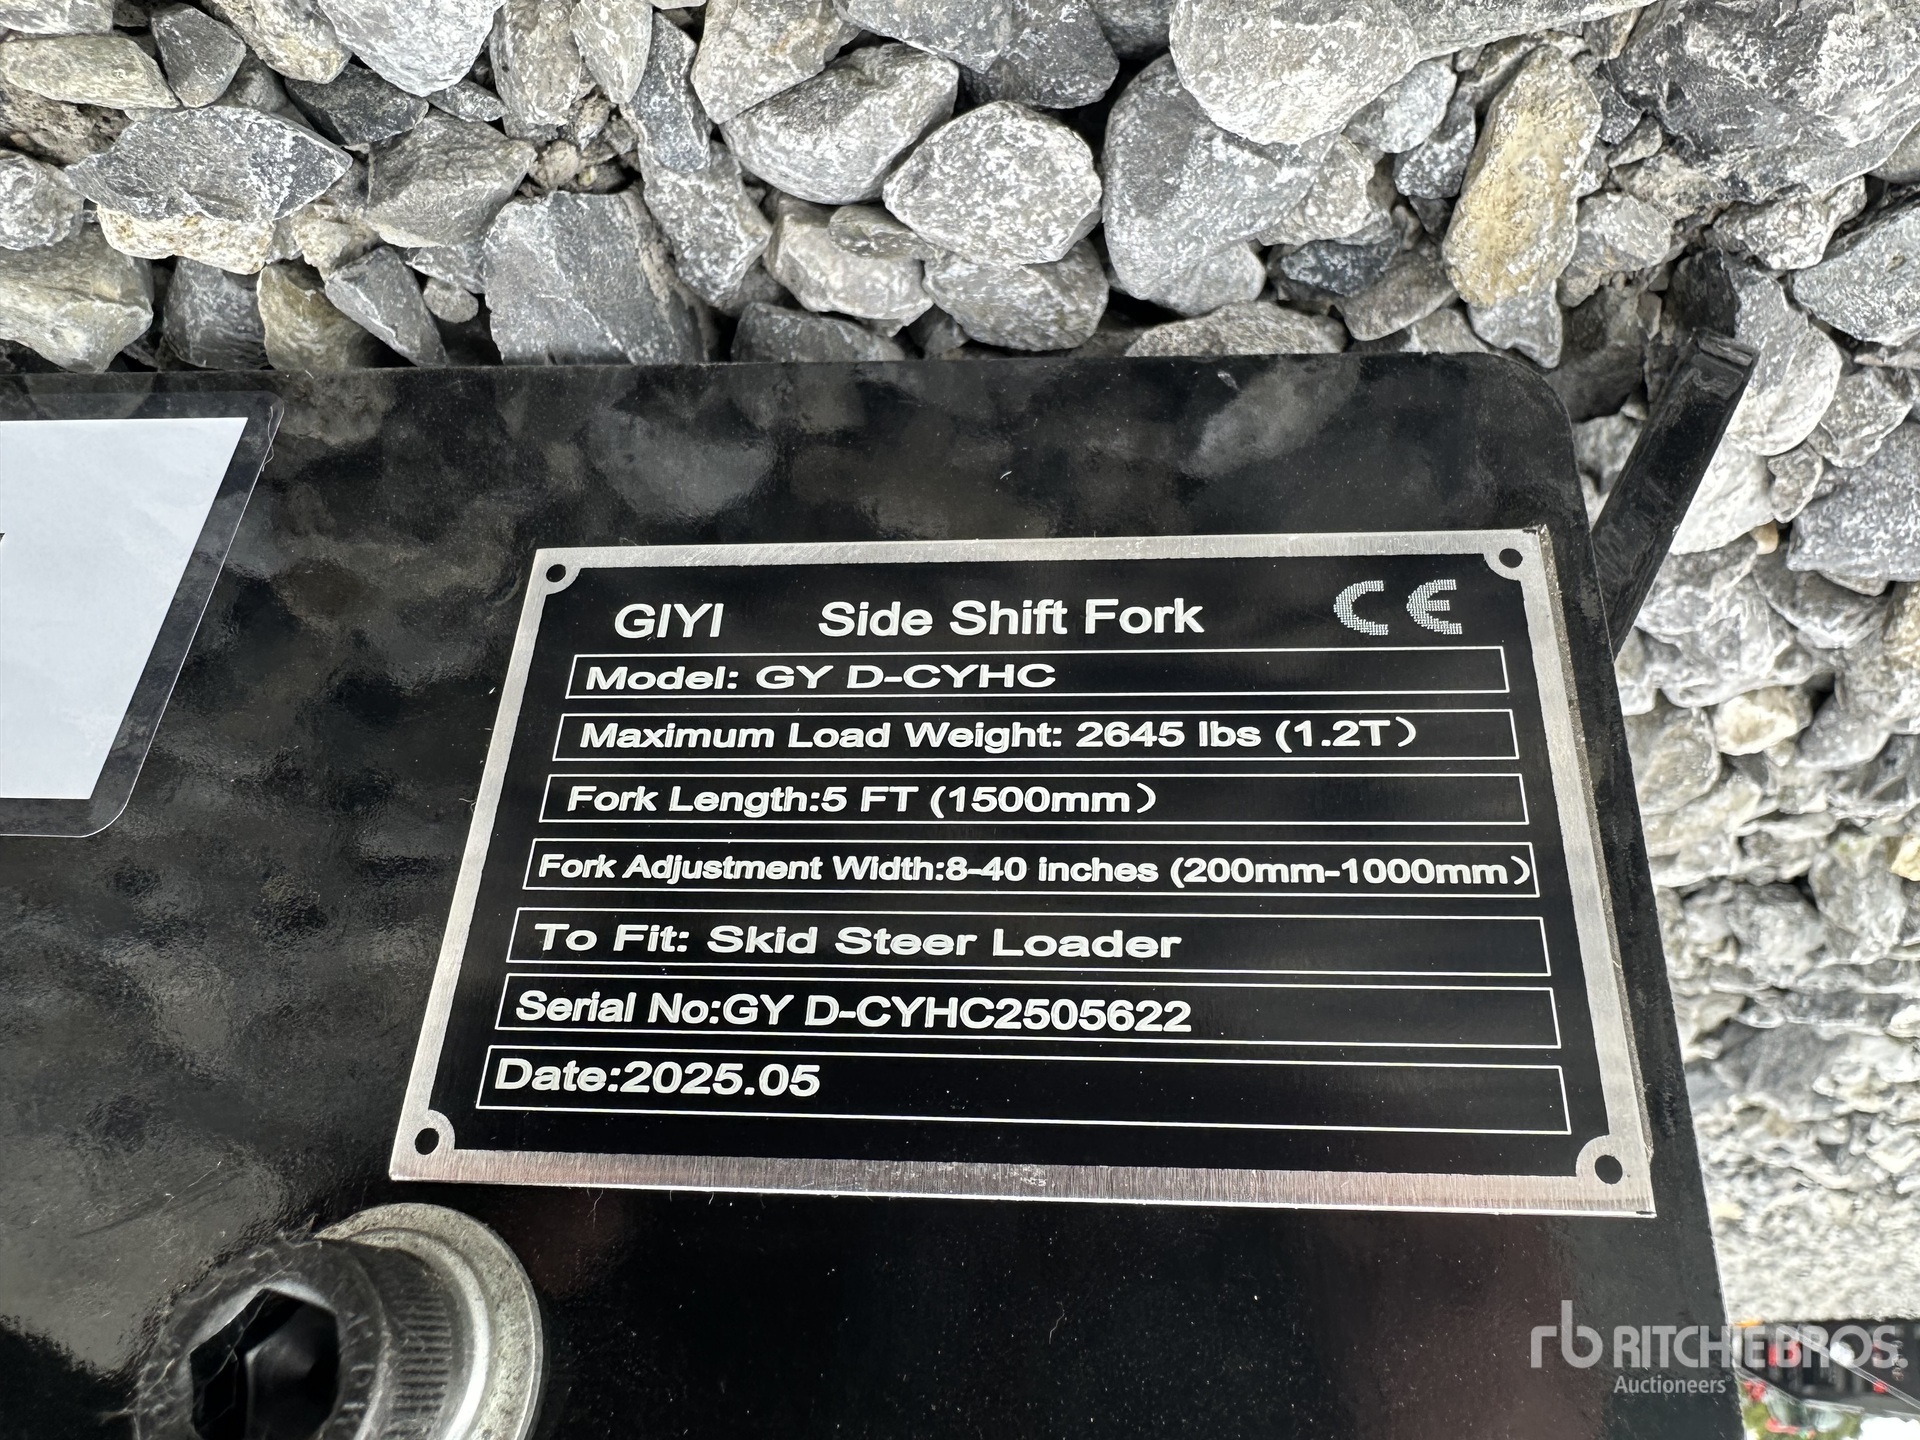 GIYI Side Shift Fork CE
Model: GY D-CYHC
Maximum Load Weight: 2645 lbs (1.2T）
Fork Length:5 FT (1500mm）
Fork Adjustment Width:8-40 inches (200mm-1000mm）
To Fit: Skid Steer Loader
Serial No:GY D-CYHC2505622
Date:2025.05
rb RITCHIE BROS.
Auctioneers